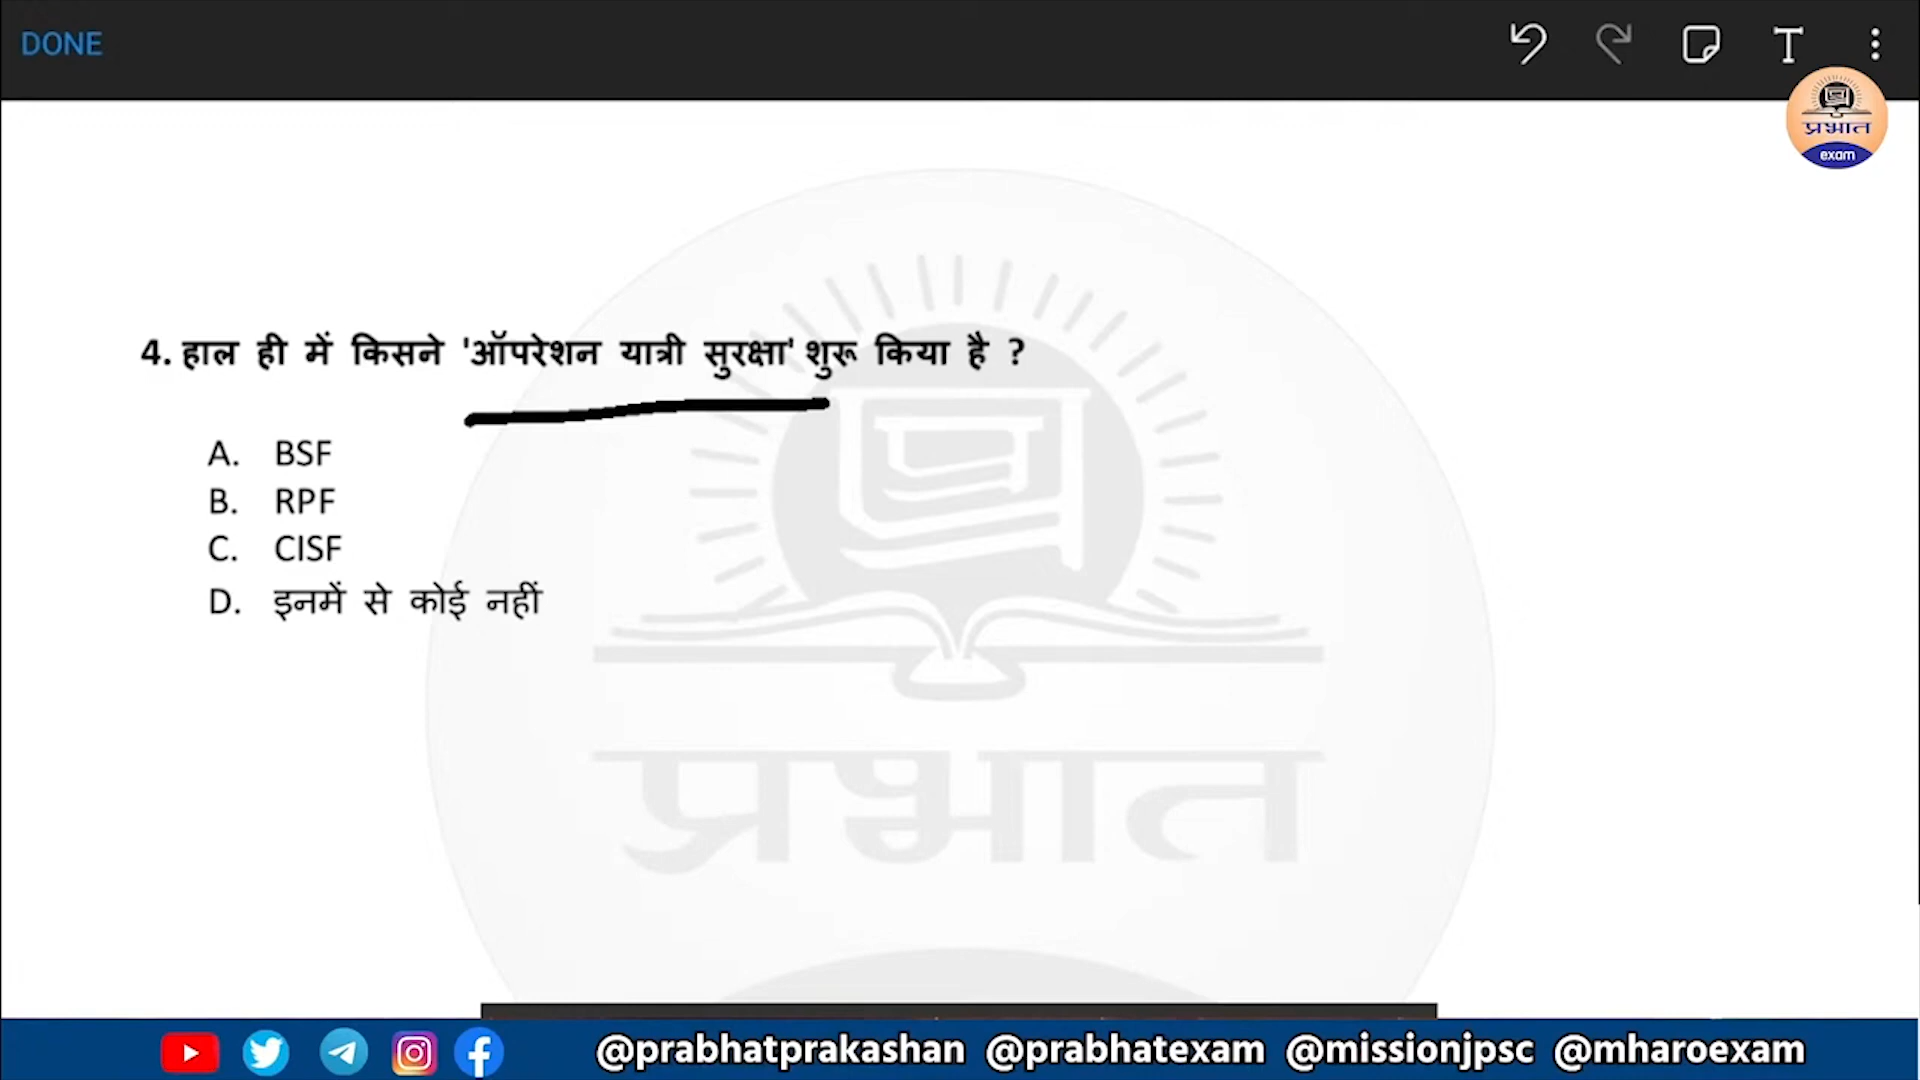 DONE
T
प्रभात
exam
4. हाल ही में किसने 'ऑपरेशन यात्री सुरक्षा' शुरू किया है ?
A. BSF
B. RPF
C. CISF
D. इनमें से कोई नहीं
प्रभात
@prabhatprakashan @prabhatexam @missionjpsc @mharoexam